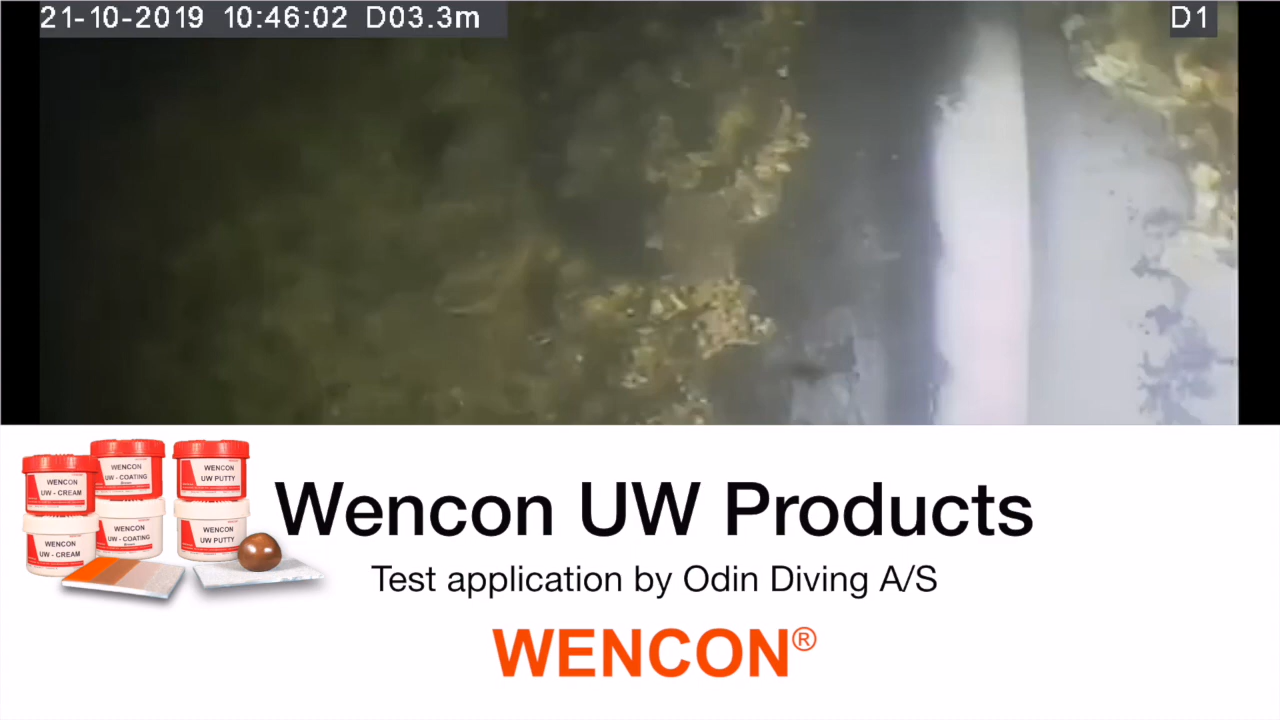 21-10-2019 10:46:02 D03.3m
D1
WENCON
UW - CREAM
WENCON
UW - COATING
WENCON
UW PUTTY
WENCON
UW - CREAM
WENCON
UW - COATING
WENCON
UW PUTTY
Wencon UW Products
Test application by Odin Diving A/S
WENCON®